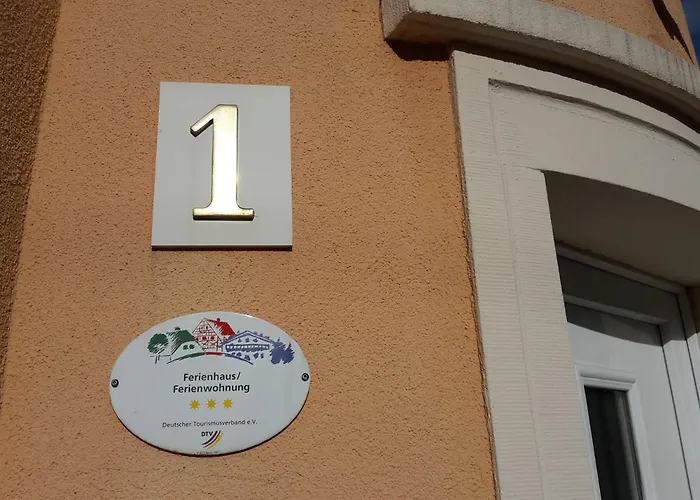 1
Ferienhaus/
Ferienwohnung
Deutscher Tourismusverband e.V.
DTV